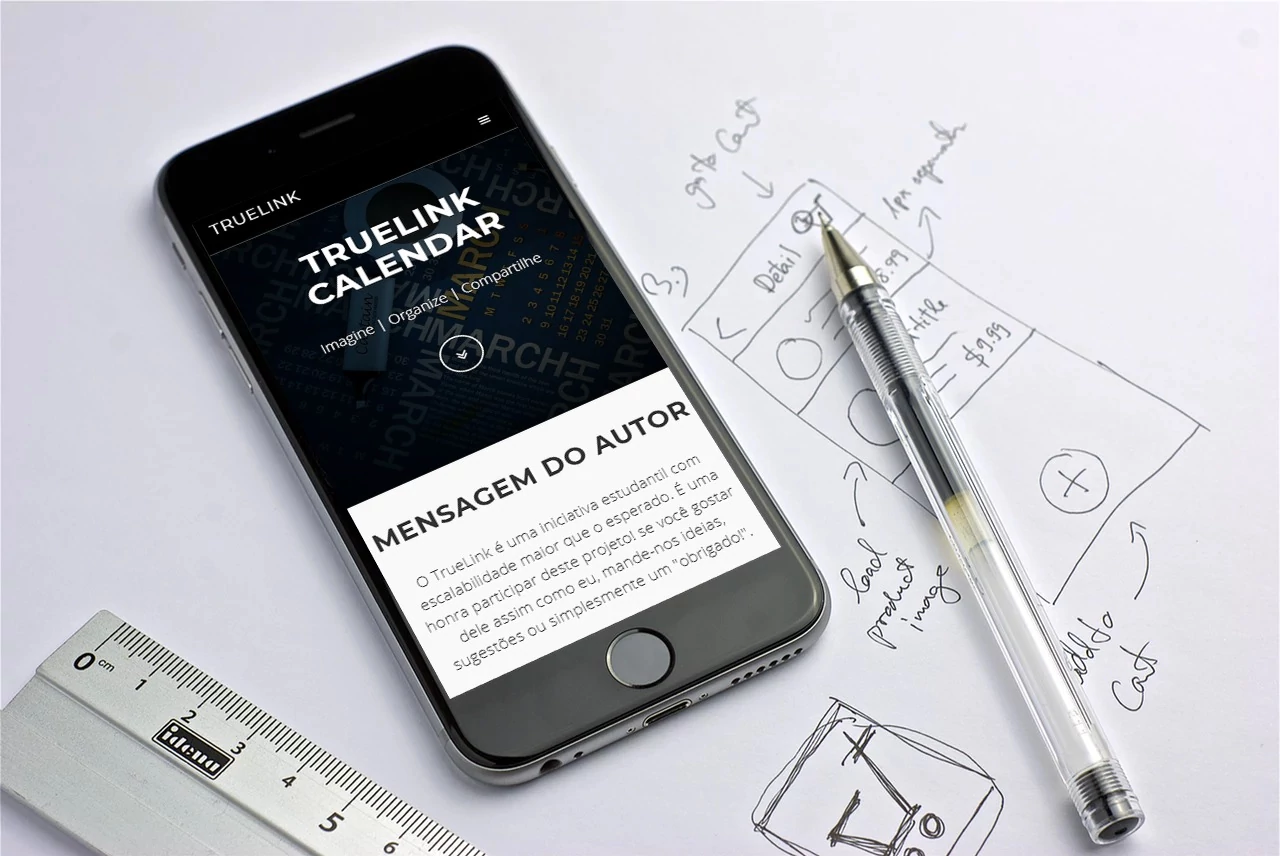 TRUELINK
TRUELINK
CALENDAR
Imagine | Organize | Compartilhe
MARCH
MENSAGEM DO AUTOR
O TrueLink é uma iniciativa estudantil com
escalabilidade maior que o esperado. É uma
honra participar deste projeto! se você gostar
dele assim como eu, mande-nos ideias,
sugestões ou simplesmente um "obrigado!".
go to Cart
3.)
Detail
8.99
title
$9.99
load
product
image
add to
Cart
0 cm
1
2
3
4
5
6
idena